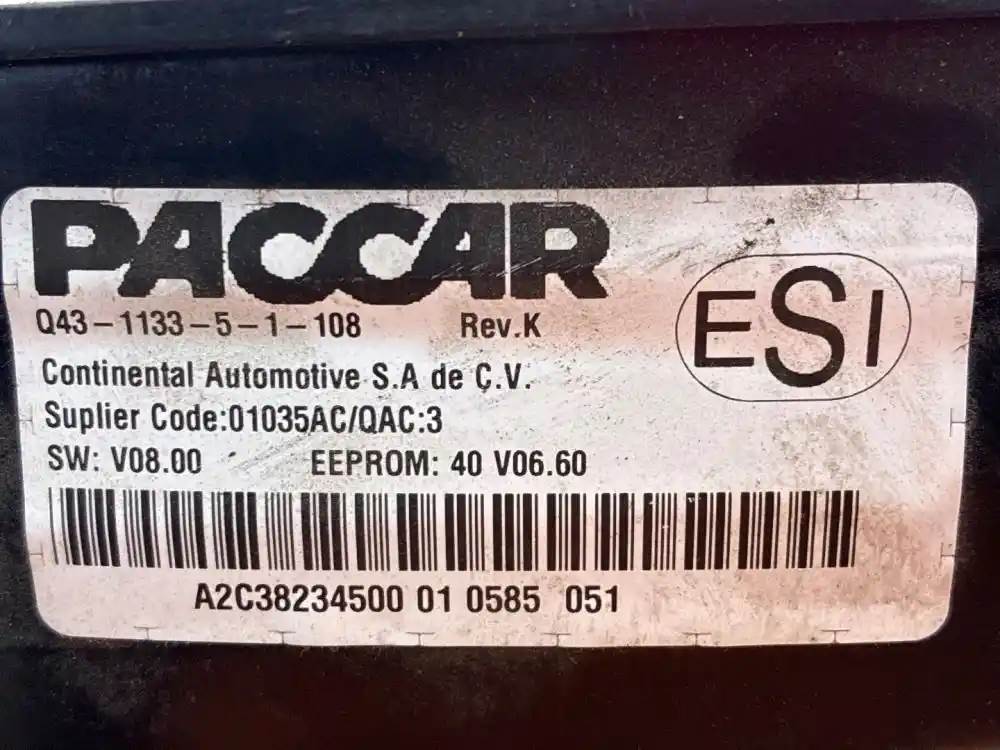 PACCAR
Q43-1133-5-1-108 Rev.K
ESI
Continental Automotive S.A de C.V.
Suplier Code:01035AC/QAC:3
SW: V08.00 EEPROM: 40 V06.60
A2C38234500 01 0585 051